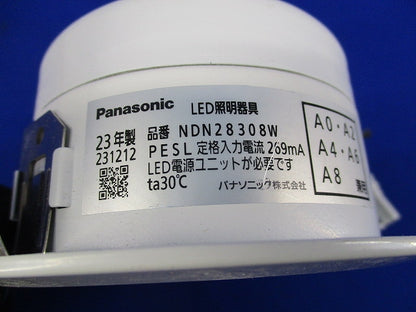 Panasonic LED照明器具
23年製 品番 NDN28308W
231212 PESL 定格入力電流 269mA
LED電源ユニットが必要です
ta30℃ パナソニック株式会社
A0・A2
A4・A6
A8 兼用